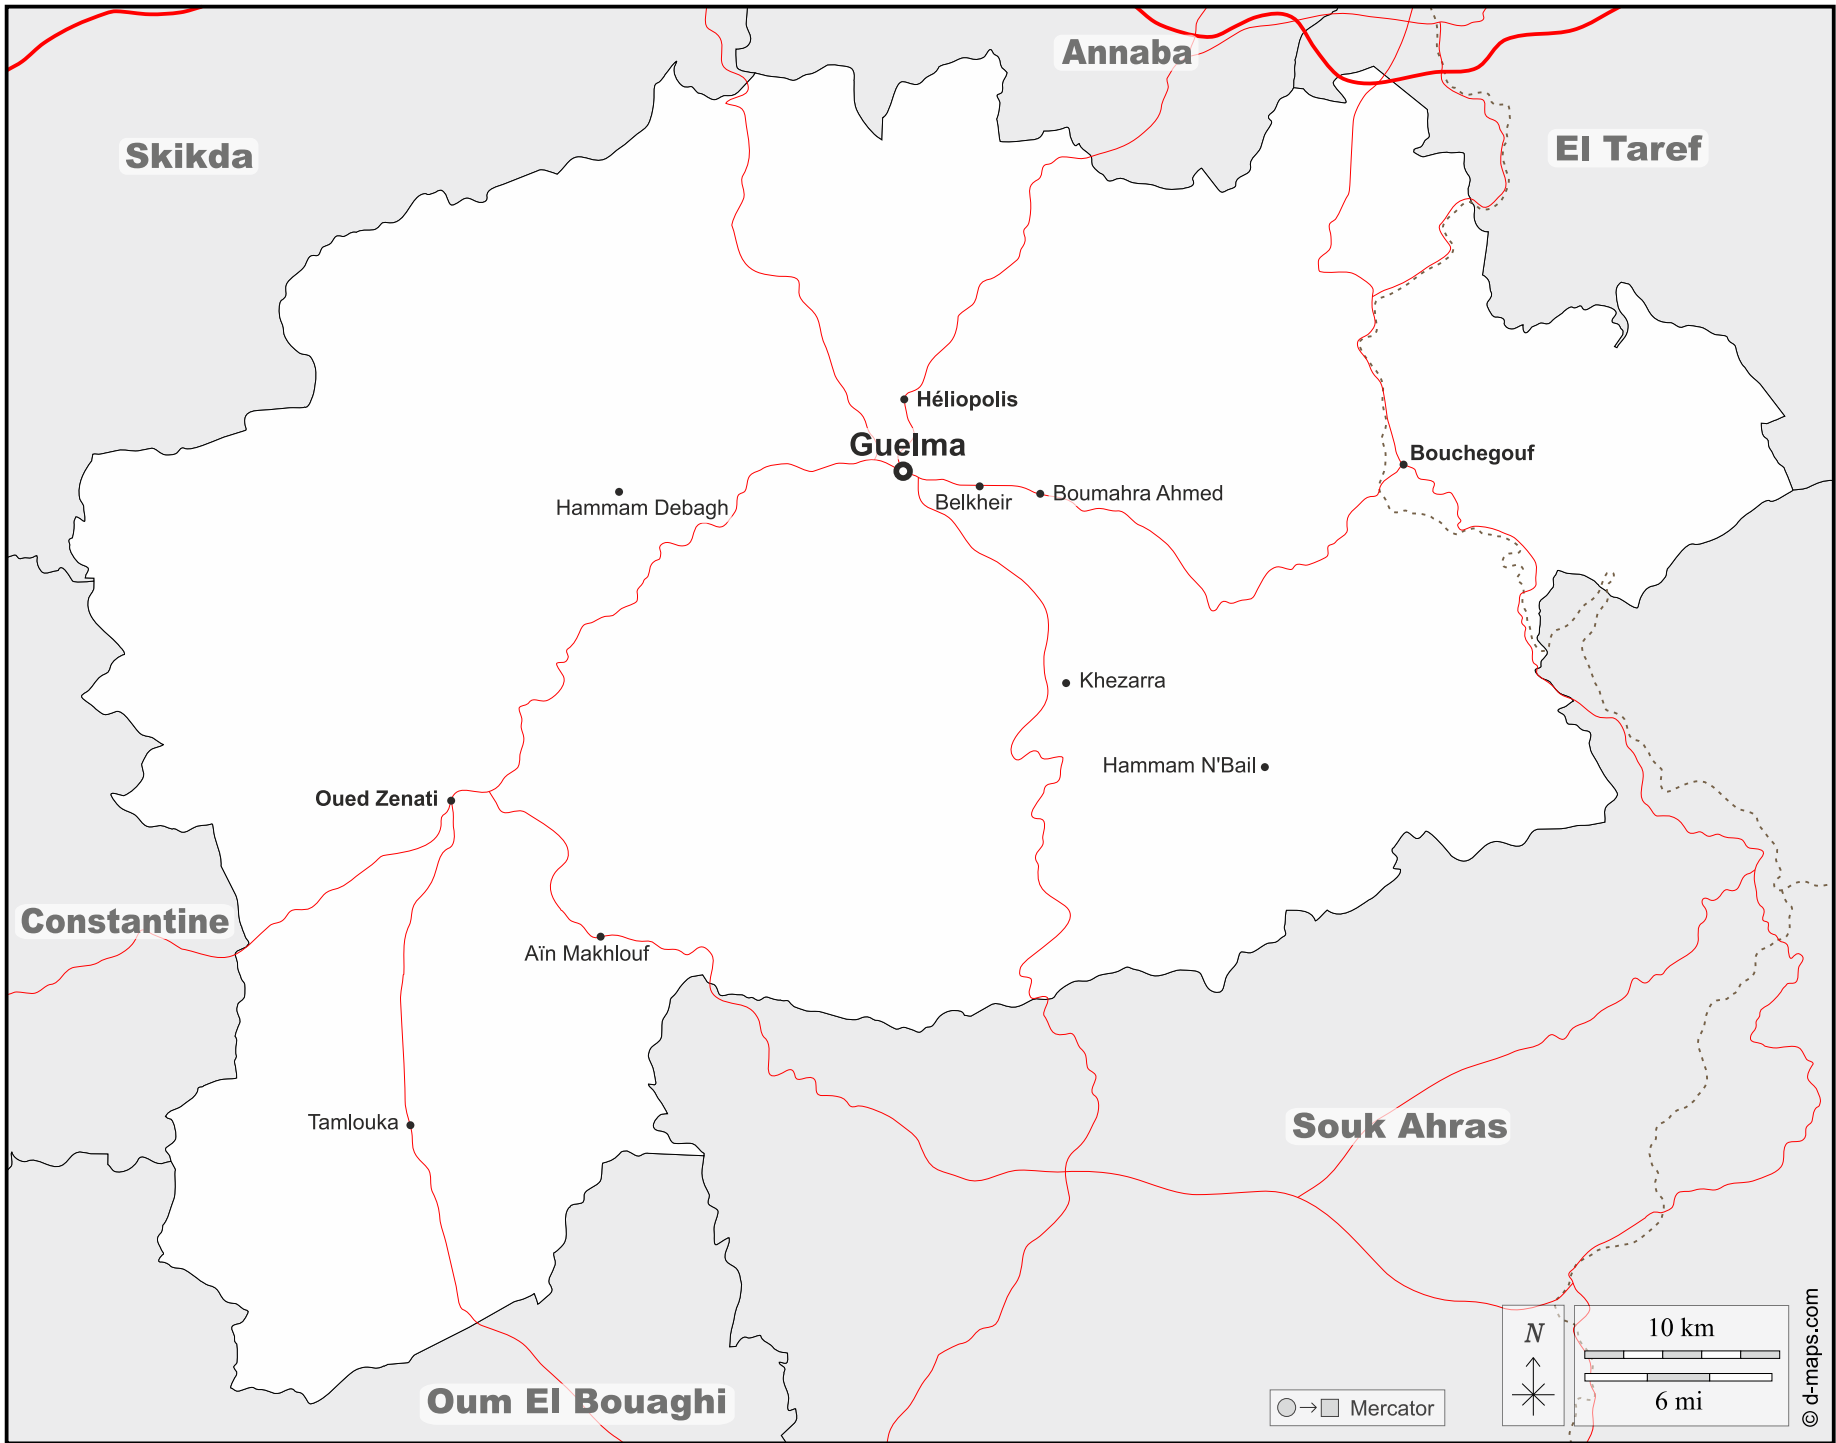 Annaba
Skikda
El Taref
Héliopolis
Guelma
Bouchegouf
Hammam Debagh
Belkheir
Boumahra Ahmed
Khezarra
Hammam N'Bail
Oued Zenati
Constantine
Aïn Makhlouf
Tamlouka
Souk Ahras
Oum El Bouaghi
Mercator
N
10 km
6 mi
© d-maps.com